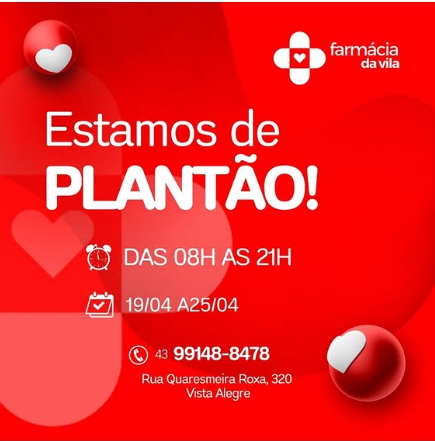 farmácia
da vila
Estamos de
PLANTÃO!
DAS 08H AS 21H
19/04 A25/04
43 99148-8478
Rua Quaresmeira Roxa, 320
Vista Alegre